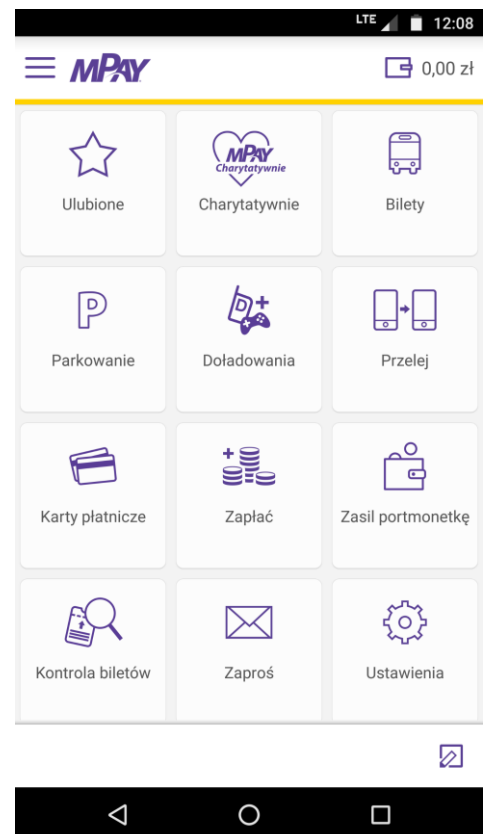 LTE 12:08
mPAY 0,00 zł
mPAY
Charytatywnie
Ulubione Charytatywnie Bilety
P D+
Parkowanie Doładowania Przelej
Karty płatnicze Zapłać Zasil portmonetkę
Kontrola biletów Zaproś Ustawienia